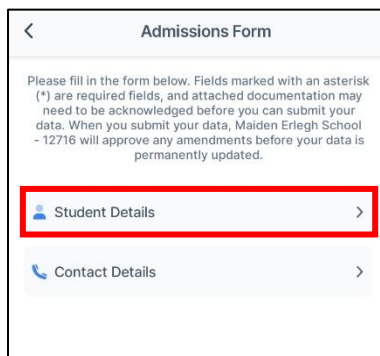 Admissions Form
Please fill in the form below. Fields marked with an asterisk
(*) are required fields, and attached documentation may
need to be acknowledged before you can submit your
data. When you submit your data, Maiden Erlegh School
- 12716 will approve any amendments before your data is
permanently updated.
Student Details
Contact Details